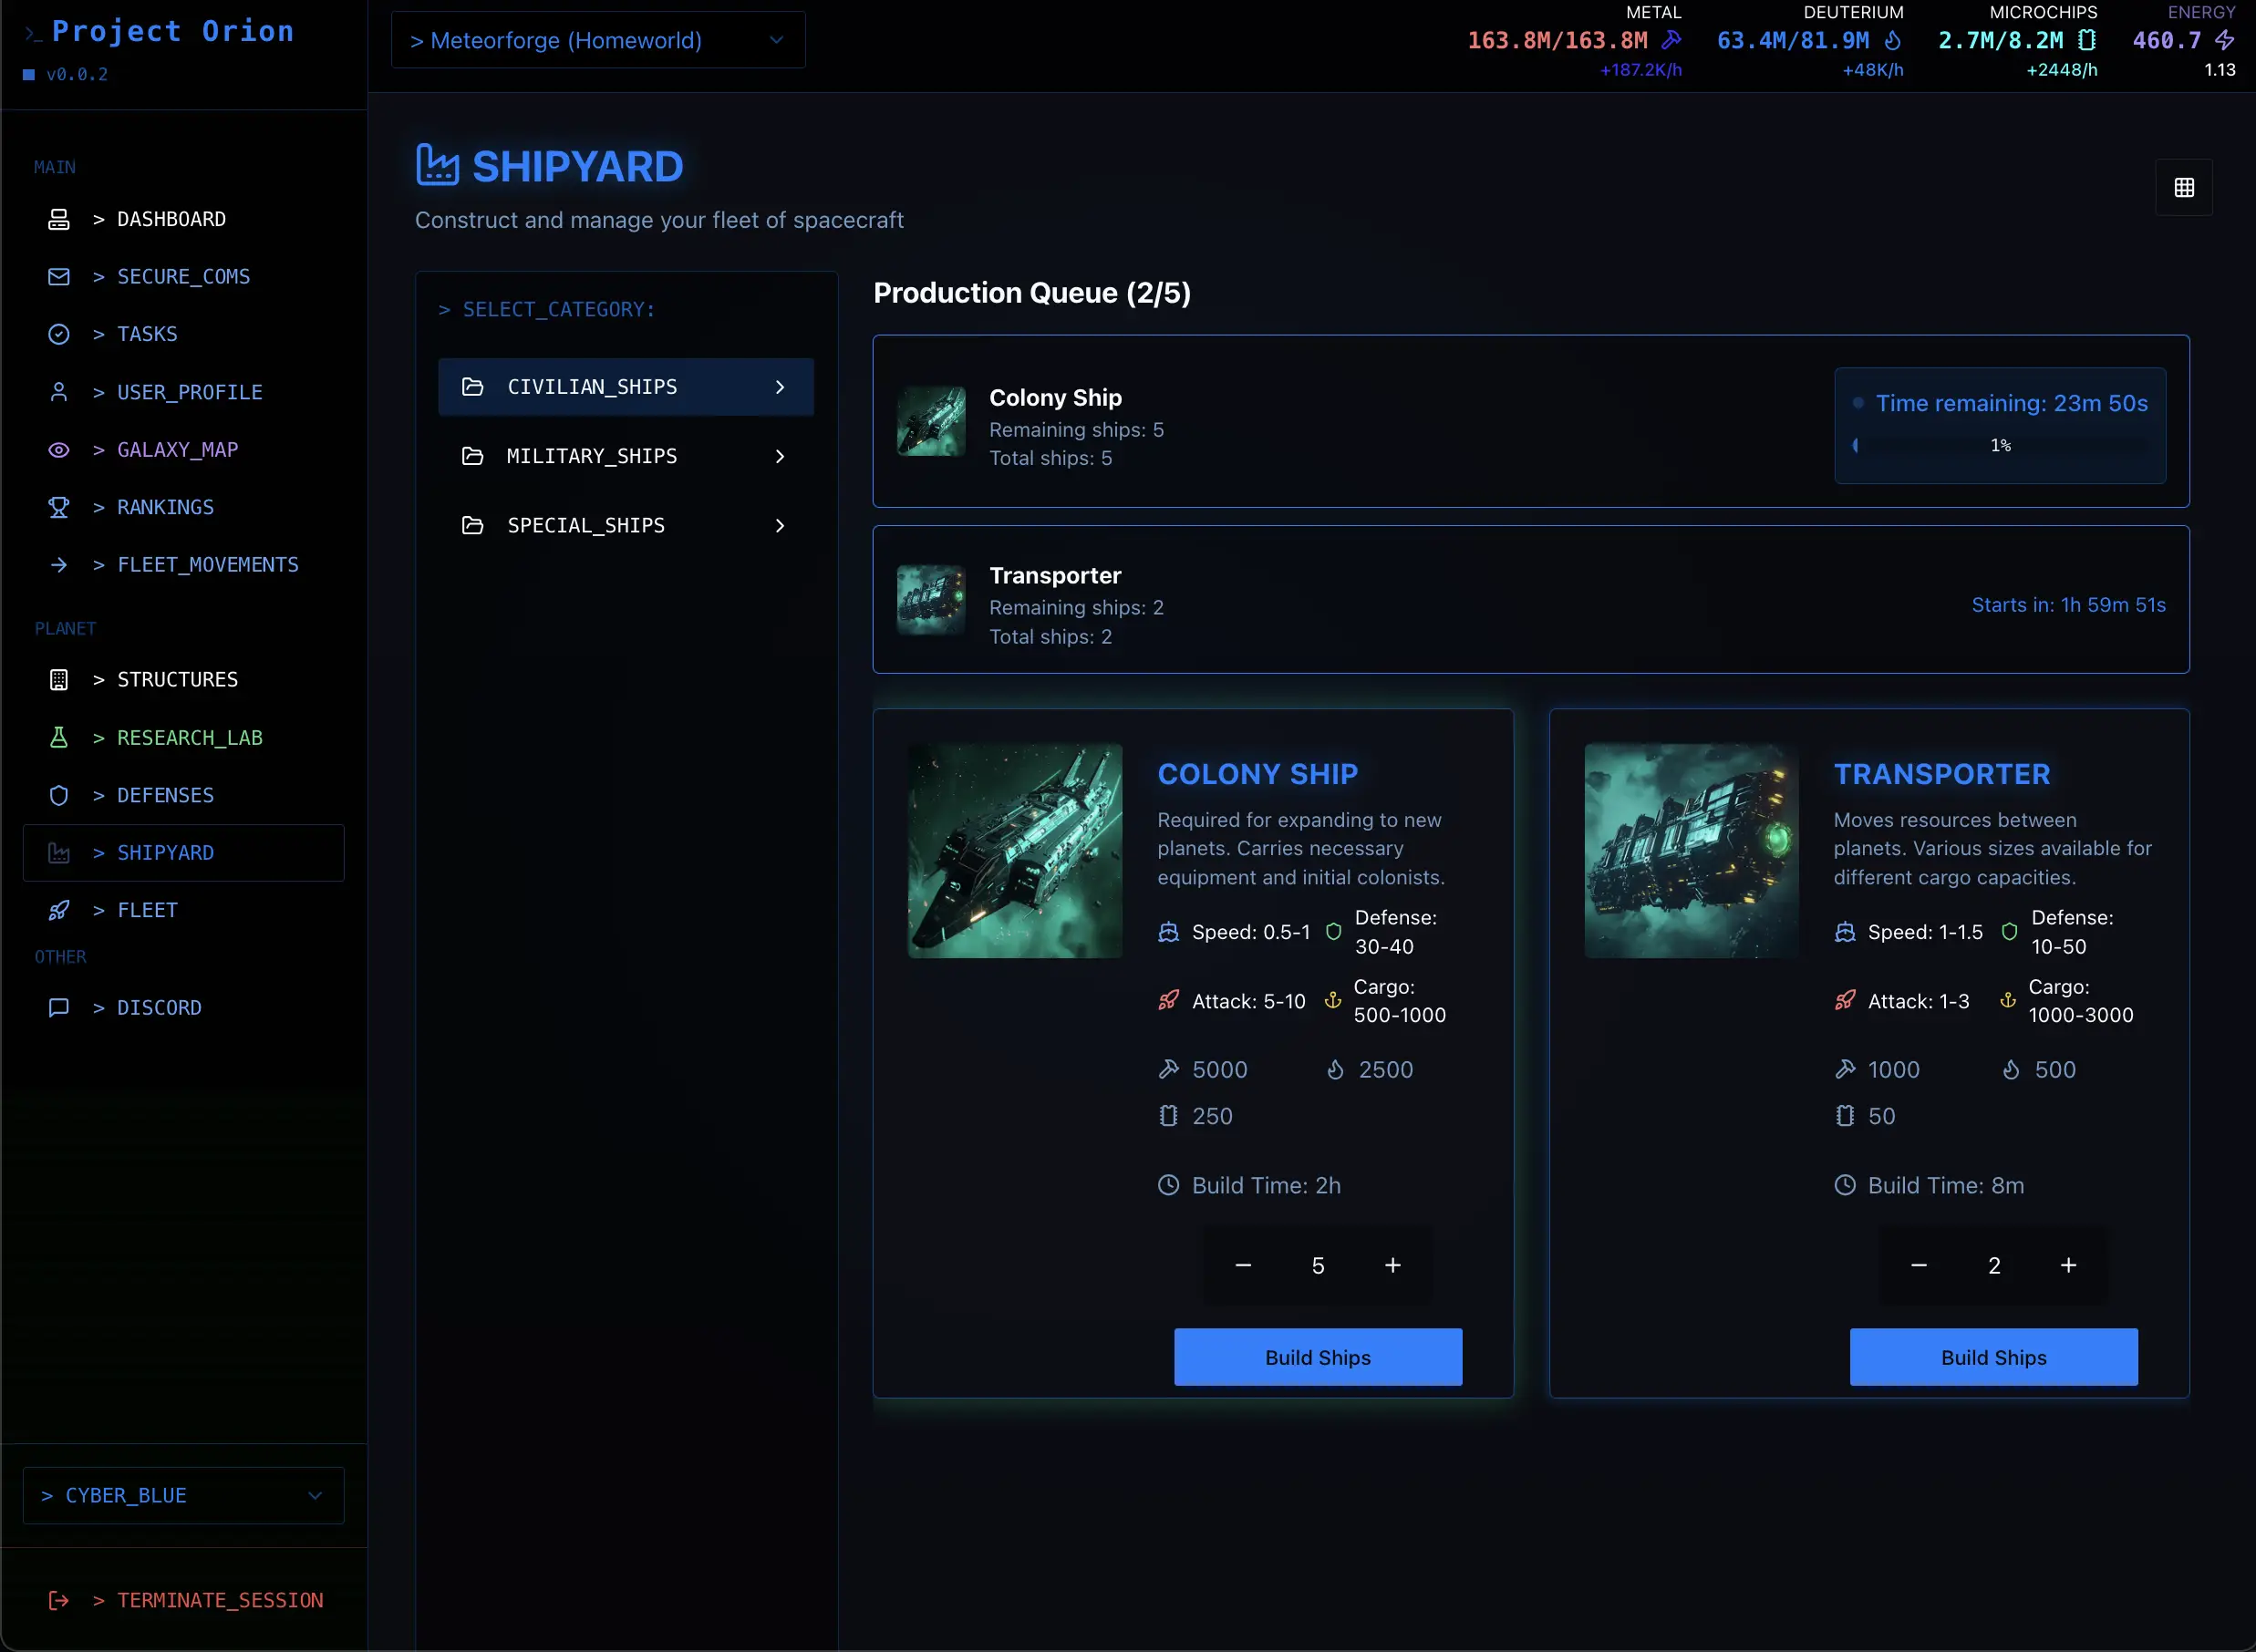 >_ Project Orion
v0.0.2
MAIN
> DASHBOARD
> SECURE_COMS
> TASKS
> USER_PROFILE
> GALAXY_MAP
> RANKINGS
> FLEET_MOVEMENTS
PLANET
> STRUCTURES
> RESEARCH_LAB
> DEFENSES
> SHIPYARD
> FLEET
OTHER
> DISCORD
> CYBER_BLUE
> TERMINATE_SESSION
> Meteorforge (Homeworld)
METAL
163.8M/163.8M
+187.2K/h
DEUTERIUM
63.4M/81.9M
+48K/h
MICROCHIPS
2.7M/8.2M
+2448/h
ENERGY
460.7
1.13
SHIPYARD
Construct and manage your fleet of spacecraft
> SELECT_CATEGORY:
CIVILIAN_SHIPS
MILITARY_SHIPS
SPECIAL_SHIPS
Production Queue (2/5)
Colony Ship
Remaining ships: 5
Total ships: 5
Time remaining: 23m 50s
1%
Transporter
Remaining ships: 2
Total ships: 2
Starts in: 1h 59m 51s
COLONY SHIP
Required for expanding to new
planets. Carries necessary
equipment and initial colonists.
Speed: 0.5-1
Defense:
30-40
Attack: 5-10
Cargo:
500-1000
5000
2500
250
Build Time: 2h
− 5 +
Build Ships
TRANSPORTER
Moves resources between
planets. Various sizes available for
different cargo capacities.
Speed: 1-1.5
Defense:
10-50
Attack: 1-3
Cargo:
1000-3000
1000
500
50
Build Time: 8m
− 2 +
Build Ships